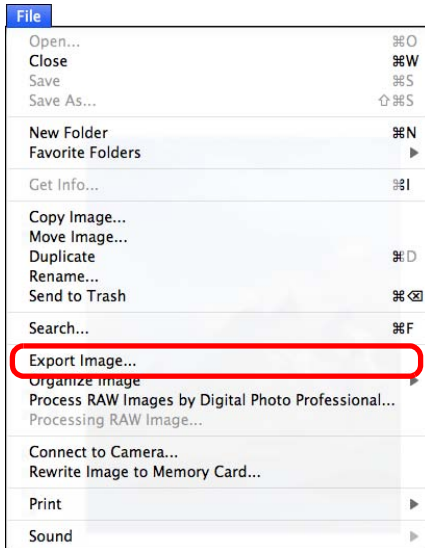 File
Open... ⌘O
Close ⌘W
Save ⌘S
Save As... ⇧⌘S
New Folder ⌘N
Favorite Folders ▶
Get Info... ⌘I
Copy Image...
Move Image...
Duplicate ⌘D
Rename...
Send to Trash ⌘⌫
Search... ⌘F
Export Image...
Organize Image ▶
Process RAW Images by Digital Photo Professional...
Processing RAW Image...
Connect to Camera...
Rewrite Image to Memory Card...
Print ▶
Sound ▶